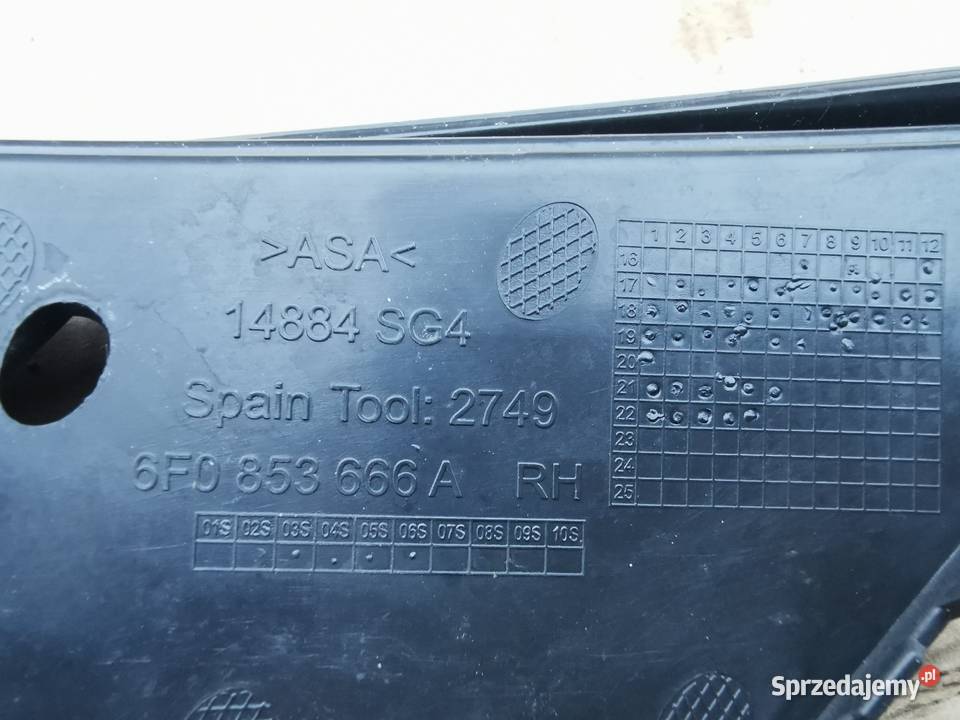 >ASA<
14884 SG4
Spain Tool: 2749
6F0 853 666 A RH
01S 02S 03S 04S 05S 06S 07S 08S 09S 10S
1 2 3 4 5 6 7 8 9 10 11 12
16
17
18
19
20
21
22
23
24
25
Sprzedajemy.pl